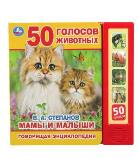 50 ГОЛОСОВ
ЖИВОТНЫХ
В. А. СТЕПАНОВ
МАМЫ И МАЛЫШИ
ГОВОРЯЩАЯ ЭНЦИКЛОПЕДИЯ
50